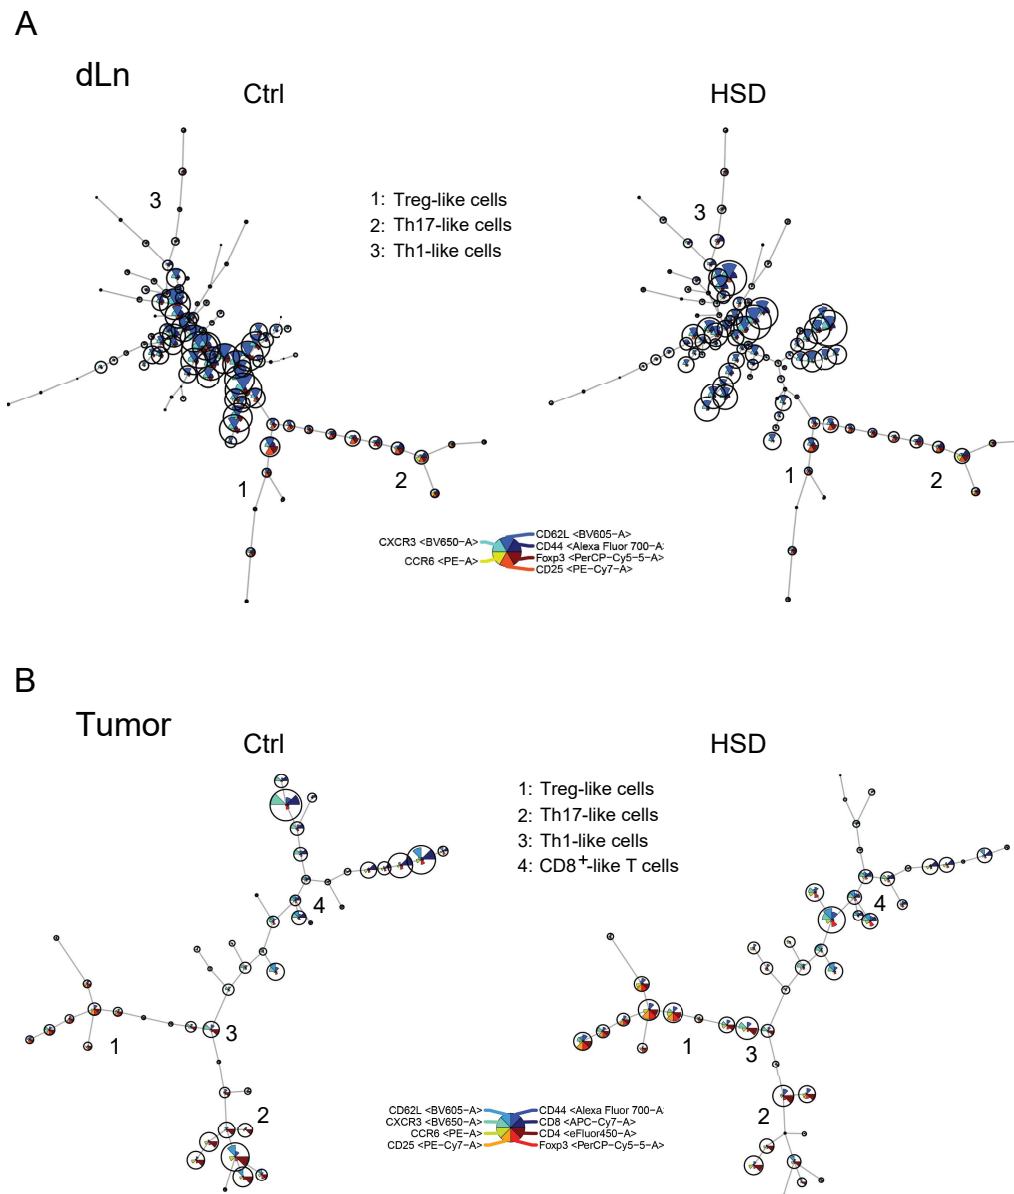 A
dLn
Ctrl
HSD
3
1: Treg-like cells
2: Th17-like cells
3: Th1-like cells
3
1
2
1
2
CXCR3 <BV650-A>
CCR6 <PE-A>
CD62L <BV605-A>
CD44 <Alexa Fluor 700-A
Foxp3 <PerCP-Cy5-5-A>
CD25 <PE-Cy7-A>
B
Tumor
Ctrl
HSD
1: Treg-like cells
2: Th17-like cells
3: Th1-like cells
4: CD8+-like T cells
4
1
3
2
4
1
3
2
CD62L <BV605-A>
CXCR3 <BV650-A>
CCR6 <PE-A>
CD25 <PE-Cy7-A>
CD44 <Alexa Fluor 700-A
CD8 <APC-Cy7-A>
CD4 <eFluor450-A>
Foxp3 <PerCP-Cy5-5-A>